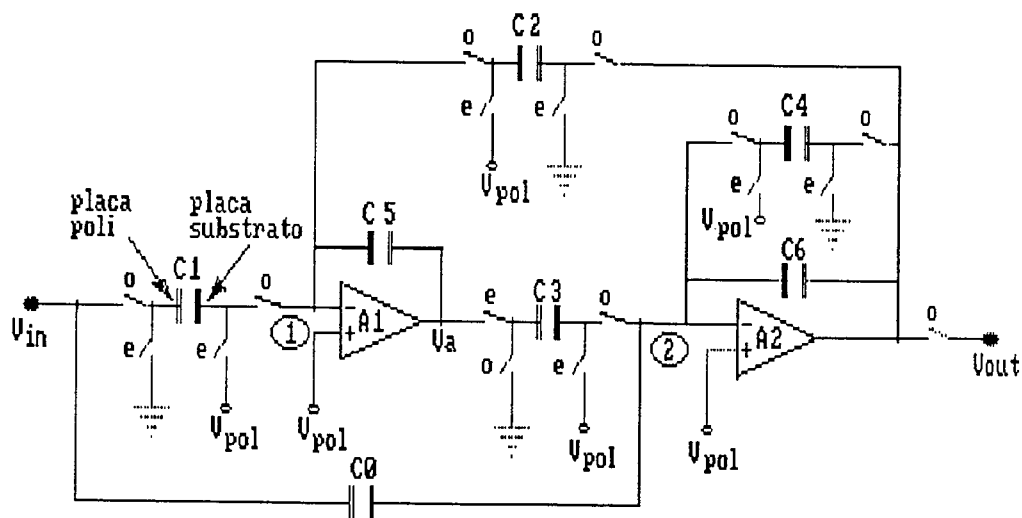 C2
o
o
e
e
Vpol
C4
o
o
e
e
Vpol
placa
poli
placa
substrato
C5
C6
C1
o
o
Vin
e
e
Vpol
1
-
+
A1
Va
Vpol
e
C3
o
o
e
Vpol
2
-
+
A2
Vpol
o
Vout
C0